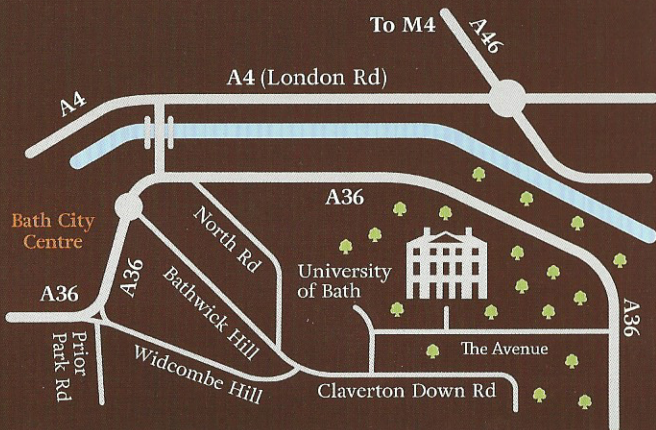 To M4
A46
A4 (London Rd)
A4
A36
North Rd
Bath City
Centre
A36
University
of Bath
A36
Bathwick Hill
A36
Prior
Park Rd
Widcombe Hill
The Avenue
Claverton Down Rd